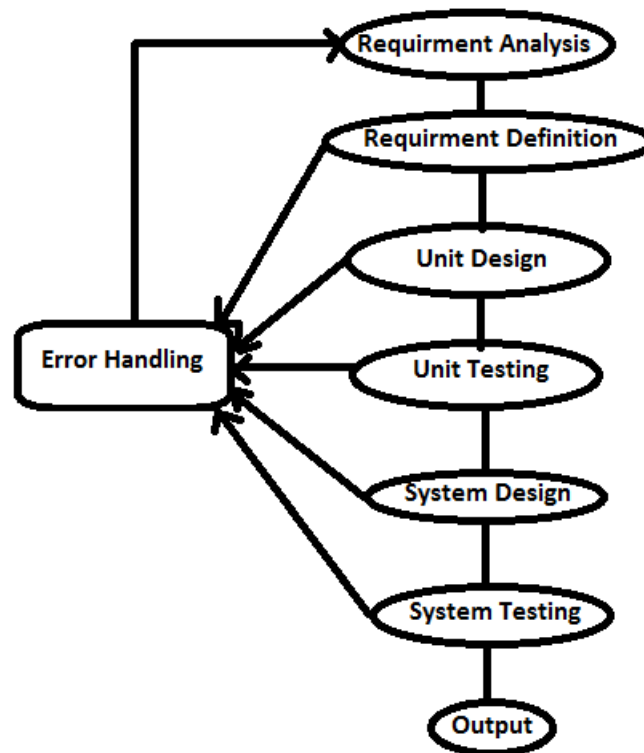 Requirment Analysis
Requirment Definition
Unit Design
Error Handling
Unit Testing
System Design
System Testing
Output